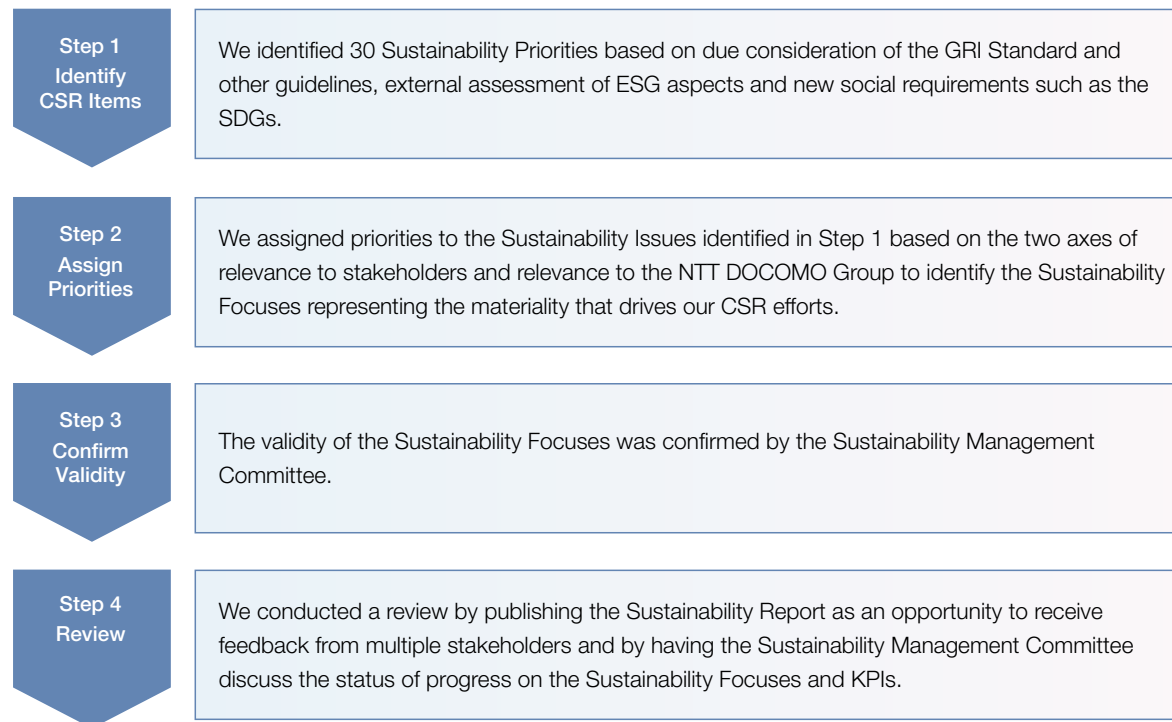 Step 1
Identify
CSR Items
We identified 30 Sustainability Priorities based on due consideration of the GRI Standard and
other guidelines, external assessment of ESG aspects and new social requirements such as the
SDGs.
Step 2
Assign
Priorities
We assigned priorities to the Sustainability Issues identified in Step 1 based on the two axes of
relevance to stakeholders and relevance to the NTT DOCOMO Group to identify the Sustainability
Focuses representing the materiality that drives our CSR efforts.
Step 3
Confirm
Validity
The validity of the Sustainability Focuses was confirmed by the Sustainability Management
Committee.
Step 4
Review
We conducted a review by publishing the Sustainability Report as an opportunity to receive
feedback from multiple stakeholders and by having the Sustainability Management Committee
discuss the status of progress on the Sustainability Focuses and KPIs.